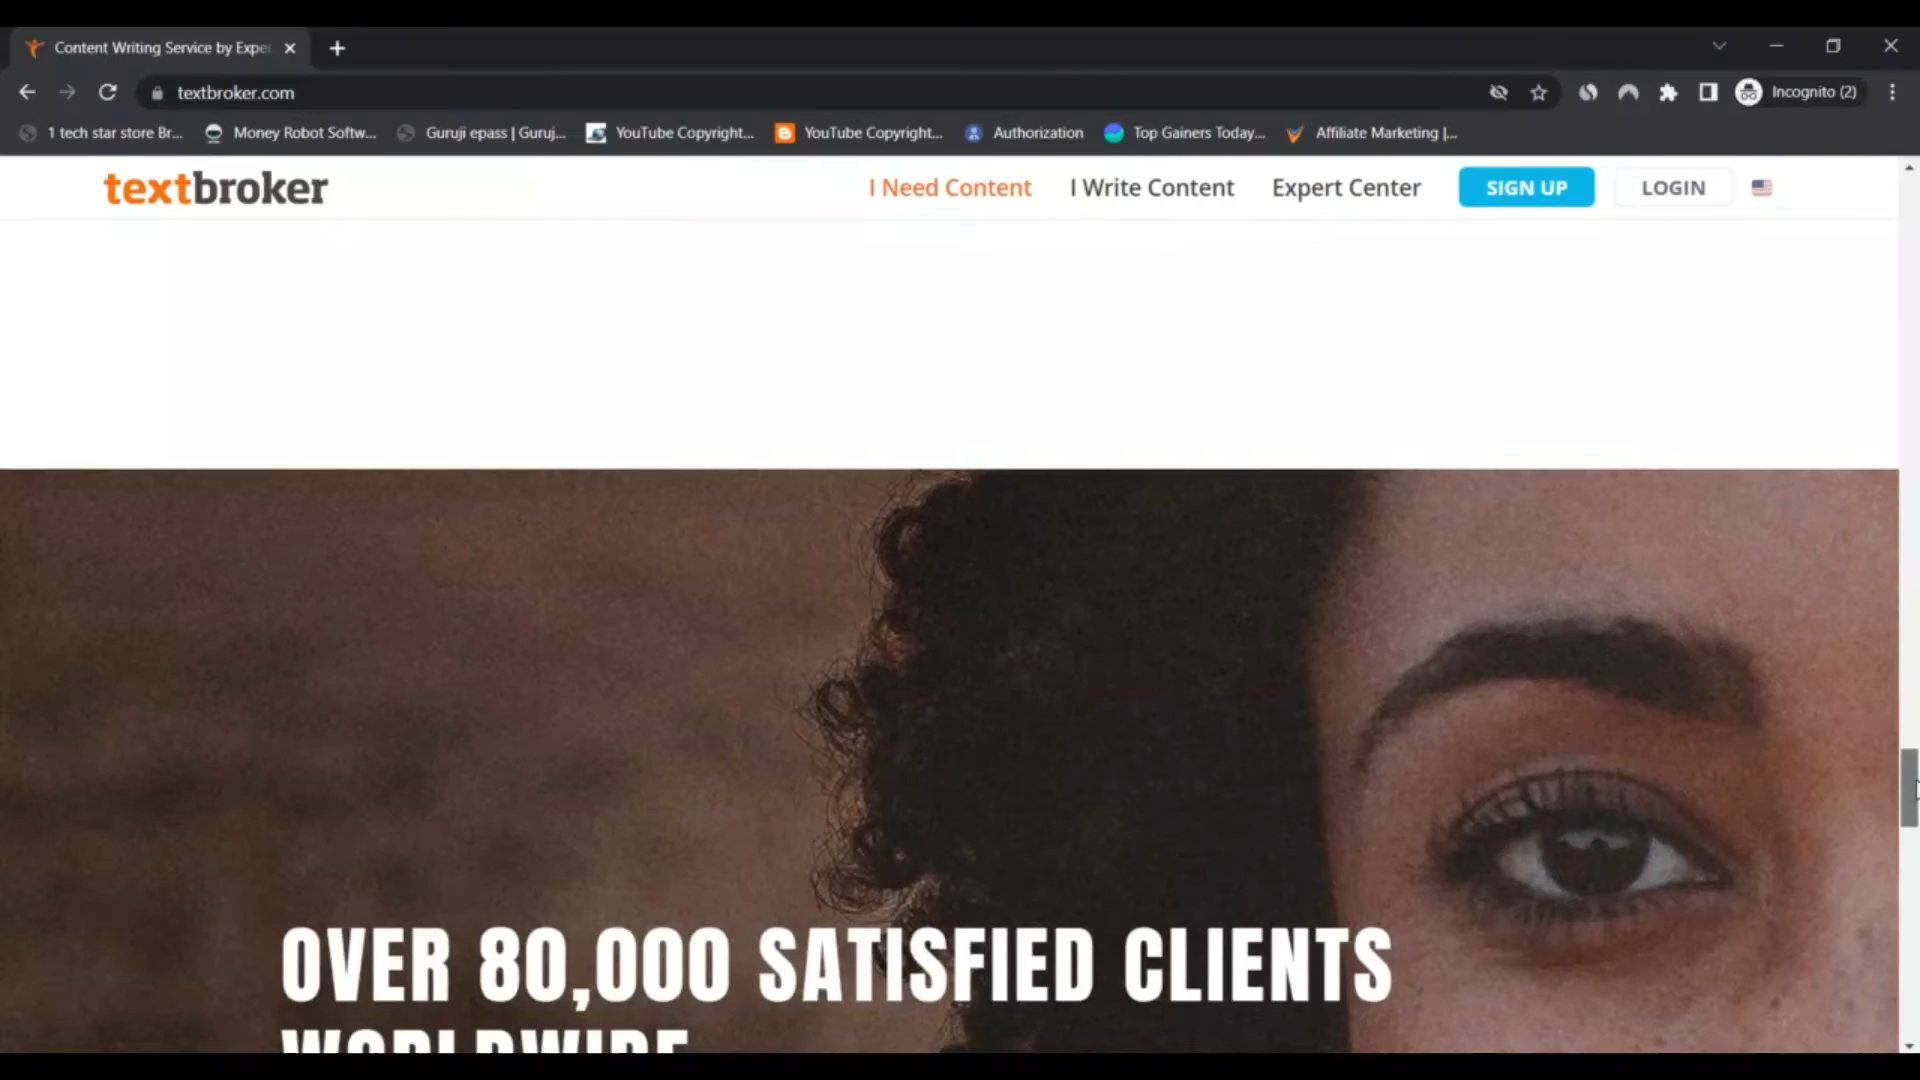 Content Writing Service by Exper
textbroker.com
Incognito (2)
1 tech star store Br...
Money Robot Softw...
Guruji epass | Guruj...
YouTube Copyright...
YouTube Copyright...
Authorization
Top Gainers Today...
Affiliate Marketing |...
textbroker
I Need Content
I Write Content
Expert Center
SIGN UP
LOGIN
OVER 80,000 SATISFIED CLIENTS
WORLDWIDE